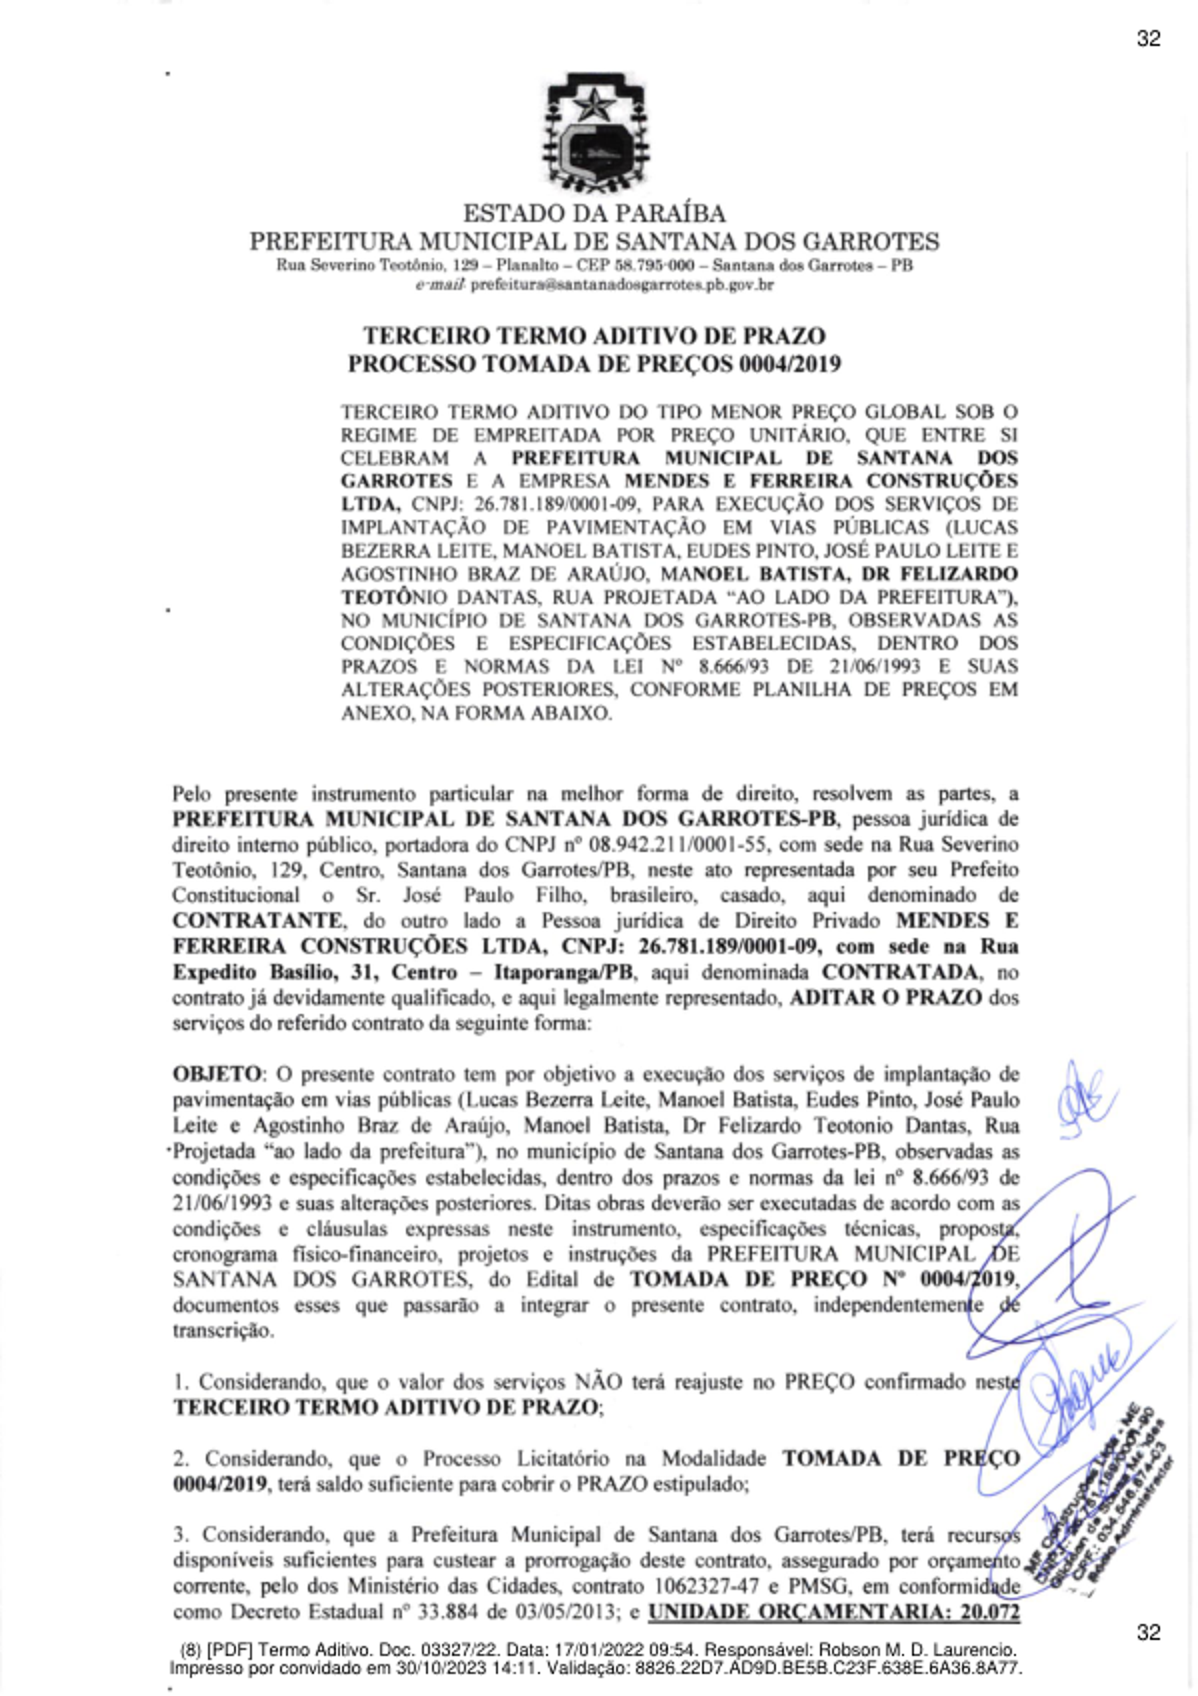 32
ESTADO DA PARAÍBA
PREFEITURA MUNICIPAL DE SANTANA DOS GARROTES
Rua Severino Teotônio, 129 – Planalto – CEP 58.795-000 – Santana dos Garrotes – PB
e-mail: prefeitura@santanadosgarrotes.pb.gov.br
TERCEIRO TERMO ADITIVO DE PRAZO
PROCESSO TOMADA DE PREÇOS 0004/2019
TERCEIRO TERMO ADITIVO DO TIPO MENOR PREÇO GLOBAL SOB O
REGIME DE EMPREITADA POR PREÇO UNITÁRIO, QUE ENTRE SI
CELEBRAM A PREFEITURA MUNICIPAL DE SANTANA DOS
GARROTES E A EMPRESA MENDES E FERREIRA CONSTRUÇÕES
LTDA, CNPJ: 26.781.189/0001-09, PARA EXECUÇÃO DOS SERVIÇOS DE
IMPLANTAÇÃO DE PAVIMENTAÇÃO EM VIAS PÚBLICAS (LUCAS
BEZERRA LEITE, MANOEL BATISTA, EUDES PINTO, JOSÉ PAULO LEITE E
AGOSTINHO BRAZ DE ARAÚJO, MANOEL BATISTA, DR FELIZARDO
TEOTÔNIO DANTAS, RUA PROJETADA “AO LADO DA PREFEITURA”),
NO MUNICÍPIO DE SANTANA DOS GARROTES-PB, OBSERVADAS AS
CONDIÇÕES E ESPECIFICAÇÕES ESTABELECIDAS, DENTRO DOS
PRAZOS E NORMAS DA LEI Nº 8.666/93 DE 21/06/1993 E SUAS
ALTERAÇÕES POSTERIORES, CONFORME PLANILHA DE PREÇOS EM
ANEXO, NA FORMA ABAIXO.
Pelo presente instrumento particular na melhor forma de direito, resolvem as partes, a
PREFEITURA MUNICIPAL DE SANTANA DOS GARROTES-PB, pessoa jurídica de
direito interno público, portadora do CNPJ nº 08.942.211/0001-55, com sede na Rua Severino
Teotônio, 129, Centro, Santana dos Garrotes/PB, neste ato representada por seu Prefeito
Constitucional o Sr. José Paulo Filho, brasileiro, casado, aqui denominado de
CONTRATANTE, do outro lado a Pessoa jurídica de Direito Privado MENDES E
FERREIRA CONSTRUÇÕES LTDA, CNPJ: 26.781.189/0001-09, com sede na Rua
Expedito Basílio, 31, Centro – Itaporanga/PB, aqui denominada CONTRATADA, no
contrato já devidamente qualificado, e aqui legalmente representado, ADITAR O PRAZO dos
serviços do referido contrato da seguinte forma:
OBJETO: O presente contrato tem por objetivo a execução dos serviços de implantação de
pavimentação em vias públicas (Lucas Bezerra Leite, Manoel Batista, Eudes Pinto, José Paulo
Leite e Agostinho Braz de Araújo, Manoel Batista, Dr Felizardo Teotonio Dantas, Rua
Projetada “ao lado da prefeitura”), no município de Santana dos Garrotes-PB, observadas as
condições e especificações estabelecidas, dentro dos prazos e normas da lei nº 8.666/93 de
21/06/1993 e suas alterações posteriores. Ditas obras deverão ser executadas de acordo com as
condições e cláusulas expressas neste instrumento, especificações técnicas, proposta,
cronograma físico-financeiro, projetos e instruções da PREFEITURA MUNICIPAL DE
SANTANA DOS GARROTES, do Edital de TOMADA DE PREÇO Nº 0004/2019,
documentos esses que passarão a integrar o presente contrato, independentemente de
transcrição.
1. Considerando, que o valor dos serviços NÃO terá reajuste no PREÇO confirmado neste
TERCEIRO TERMO ADITIVO DE PRAZO;
2. Considerando, que o Processo Licitatório na Modalidade TOMADA DE PREÇO
0004/2019, terá saldo suficiente para cobrir o PRAZO estipulado;
3. Considerando, que a Prefeitura Municipal de Santana dos Garrotes/PB, terá recursos
disponíveis suficientes para custear a prorrogação deste contrato, assegurado por orçamento
corrente, pelo dos Ministério das Cidades, contrato 1062327-47 e PMSG, em conformidade
como Decreto Estadual nº 33.884 de 03/05/2013; e UNIDADE ORÇAMENTARIA: 20.072
Construções Ltda - ME
Sócio Administrador
32
(8) [PDF] Termo Aditivo. Doc. 03327/22. Data: 17/01/2022 09:54. Responsável: Robson M. D. Laurencio.
Impresso por convidado em 30/10/2023 14:11. Validação: 8826.22D7.AD9D.BE5B.C23F.638E.6A36.8A77.